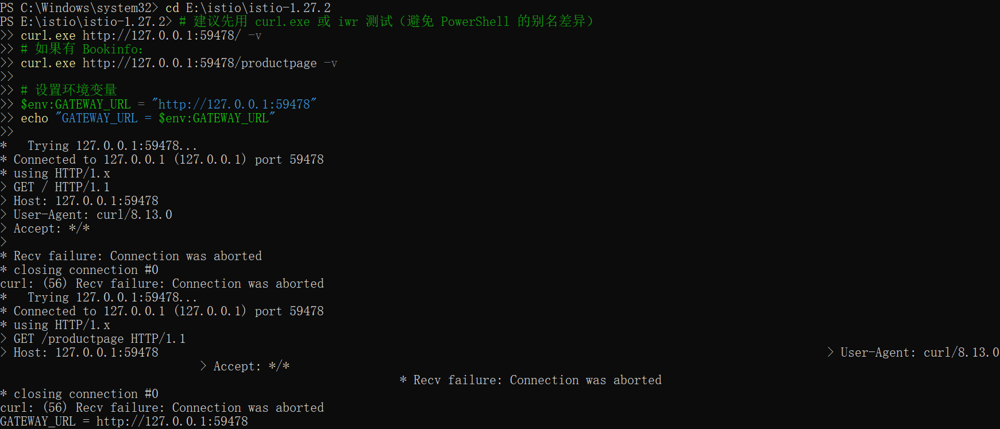 PS C:\Windows\system32> cd E:\istio\istio-1.27.2
PS E:\istio\istio-1.27.2> # 建议先用 curl.exe 或 iwr 测试（避免 PowerShell 的别名差异）
>> curl.exe http://127.0.0.1:59478/ -v
>> # 如果有 Bookinfo：
>> curl.exe http://127.0.0.1:59478/productpage -v
>>
>> # 设置环境变量
>> $env:GATEWAY_URL = "http://127.0.0.1:59478"
>> echo "GATEWAY_URL = $env:GATEWAY_URL"
>>
*   Trying 127.0.0.1:59478...
* Connected to 127.0.0.1 (127.0.0.1) port 59478
* using HTTP/1.x
> GET / HTTP/1.1
> Host: 127.0.0.1:59478
> User-Agent: curl/8.13.0
> Accept: */*
>
* Recv failure: Connection was aborted
* closing connection #0
curl: (56) Recv failure: Connection was aborted
*   Trying 127.0.0.1:59478...
* Connected to 127.0.0.1 (127.0.0.1) port 59478
* using HTTP/1.x
> GET /productpage HTTP/1.1
> Host: 127.0.0.1:59478 > User-Agent: curl/8.13.0
> Accept: */*
* Recv failure: Connection was aborted
* closing connection #0
curl: (56) Recv failure: Connection was aborted
GATEWAY_URL = http://127.0.0.1:59478